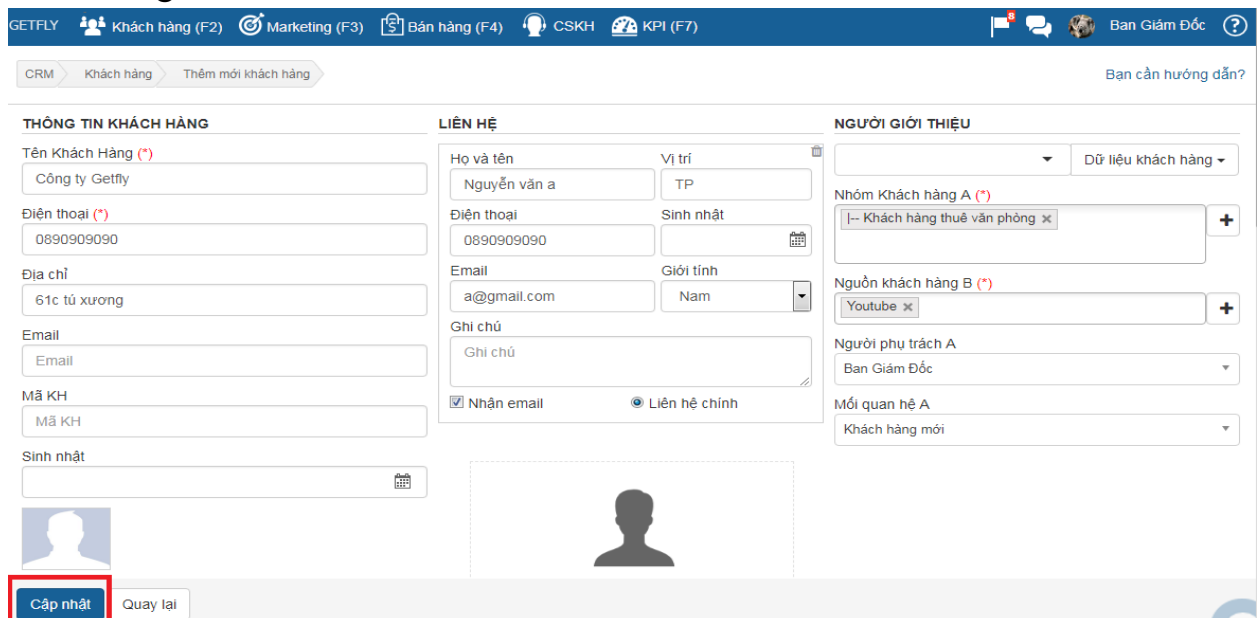 GETFLY Khách hàng (F2) Marketing (F3) Bán hàng (F4) CSKH KPI (F7) 8 Ban Giám Đốc ?
CRM Khách hàng Thêm mới khách hàng Bạn cần hướng dẫn?
THÔNG TIN KHÁCH HÀNG
Tên Khách Hàng (*)
Công ty Getfly
Điện thoại (*)
0890909090
Địa chỉ
61c tú xương
Email
Email
Mã KH
Mã KH
Sinh nhật
LIÊN HỆ
Họ và tên Vị trí
Nguyễn văn a TP
Điện thoại Sinh nhật
0890909090
Email Giới tính
a@gmail.com Nam
Ghi chú
Ghi chú
Nhận email Liên hệ chính
NGƯỜI GIỚI THIỆU
Dữ liệu khách hàng
Nhóm Khách hàng A (*)
|-- Khách hàng thuê văn phòng x
Nguồn khách hàng B (*)
Youtube x
Người phụ trách A
Ban Giám Đốc
Mối quan hệ A
Khách hàng mới
Cập nhật Quay lại